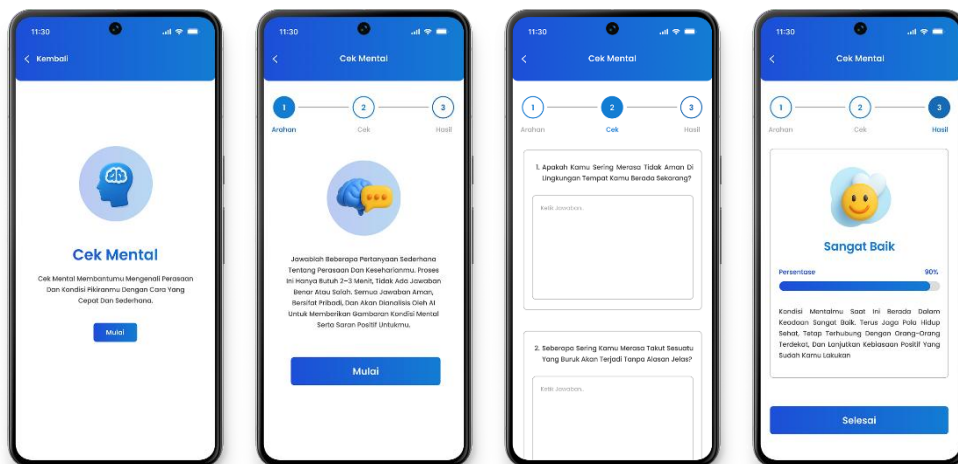 11:30
Kembali
Cek Mental
Cek Mental Membantumu Mengenali Perasaan
Dan Kondisi Pikiranmu Dengan Cara Yang
Cepat Dan Sederhana.
Mulai
11:30
Cek Mental
1
2
3
Arahan
Cek
Hasil
Jawablah Beberapa Pertanyaan Sederhana
Tentang Perasaan Dan Keseharianmu. Proses
Ini Hanya Butuh 2–3 Menit, Tidak Ada Jawaban
Benar Atau Salah. Semua Jawaban Aman,
Bersifat Pribadi, Dan Akan Dianalisis Oleh AI
Untuk Memberikan Gambaran Kondisi Mental
Serta Saran Positif Untukmu.
Mulai
11:30
Cek Mental
1
2
3
Arahan
Cek
Hasil
1. Apakah Kamu Sering Merasa Tidak Aman Di
Lingkungan Tempat Kamu Berada Sekarang?
Ketik Jawaban..
2. Seberapa Sering Kamu Merasa Takut Sesuatu
Yang Buruk Akan Terjadi Tanpa Alasan Jelas?
Ketik Jawaban..
11:30
Cek Mental
1
2
3
Arahan
Cek
Hasil
Sangat Baik
Persentase
90%
Kondisi Mentalmu Saat Ini Berada Dalam
Keadaan Sangat Baik. Terus Jaga Pola Hidup
Sehat, Tetap Terhubung Dengan Orang-Orang
Terdekat, Dan Lanjutkan Kebiasaan Positif Yang
Sudah Kamu Lakukan
Selesai